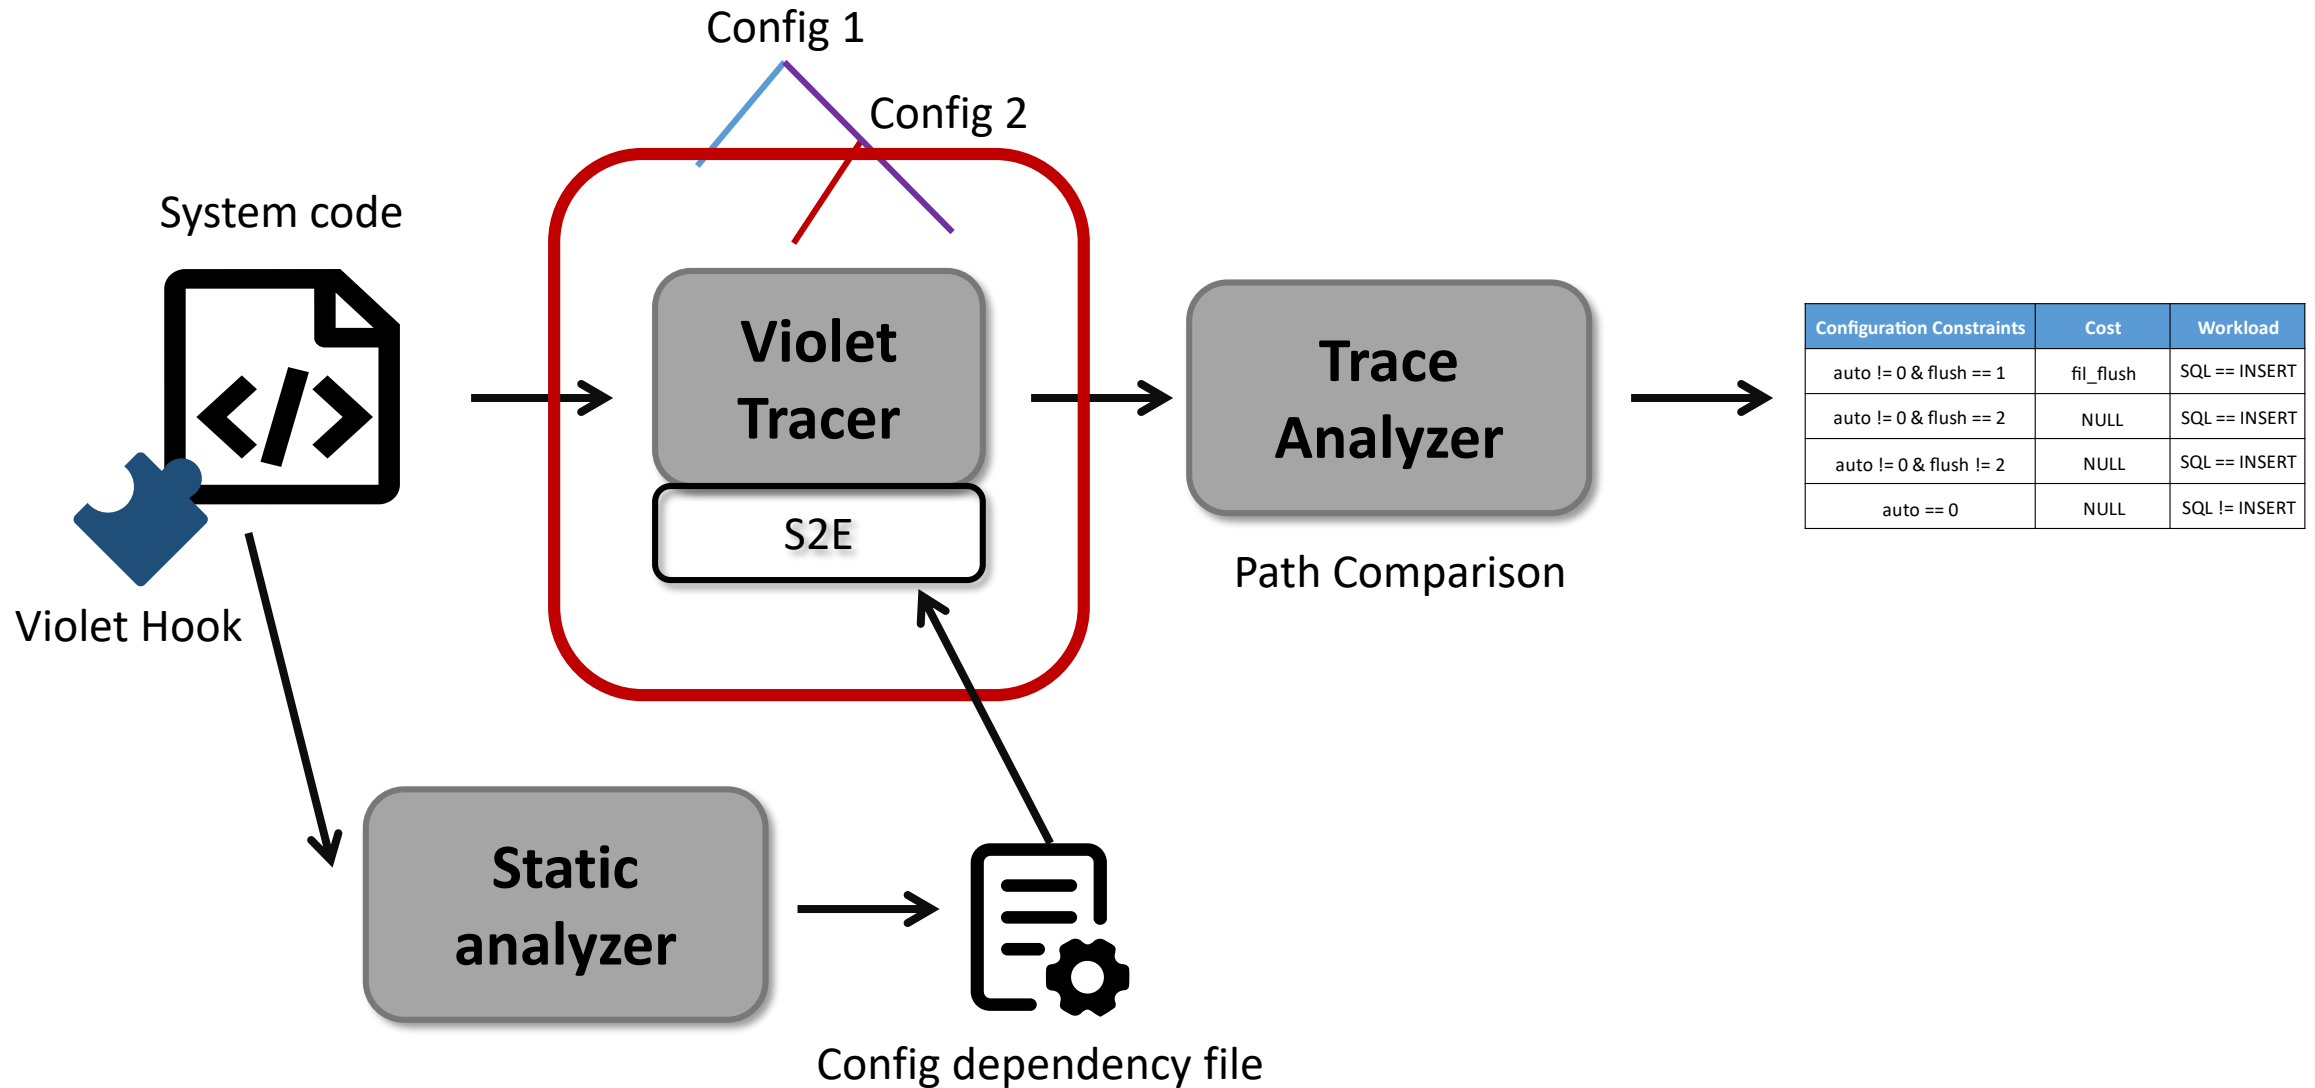 Config 1
Config 2
System code
</>
Violet Hook
Violet
Tracer
S2E
Trace
Analyzer
Path Comparison
Configuration Constraints Cost Workload
auto != 0 & flush == 1 fil_flush SQL == INSERT
auto != 0 & flush == 2 NULL SQL == INSERT
auto != 0 & flush != 2 NULL SQL == INSERT
auto == 0 NULL SQL != INSERT
Static
analyzer
Config dependency file